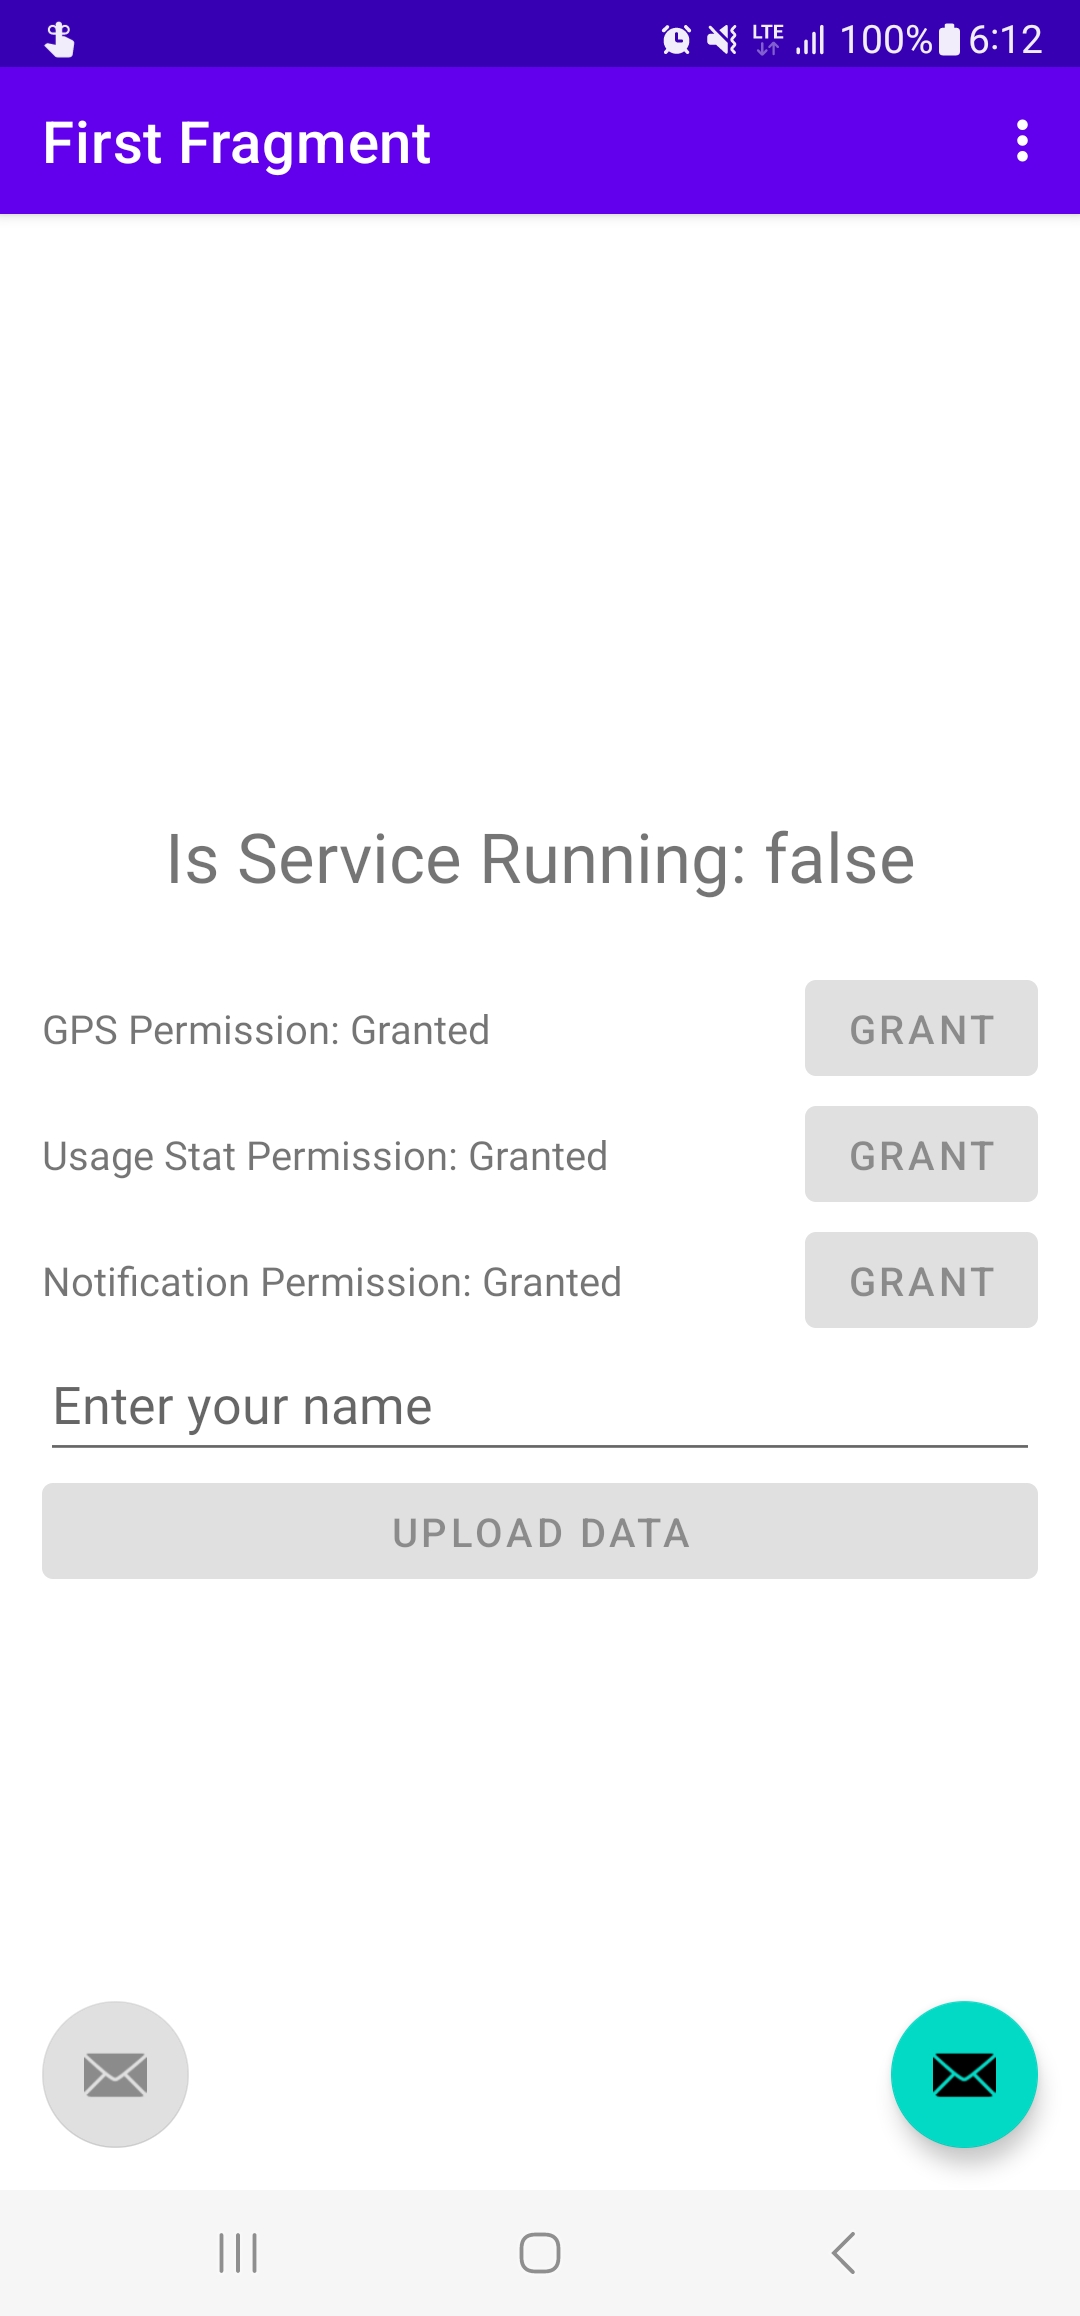 LTE 100% 6:12
First Fragment
Is Service Running: false
GPS Permission: Granted GRANT
Usage Stat Permission: Granted GRANT
Notification Permission: Granted GRANT
Enter your name
UPLOAD DATA